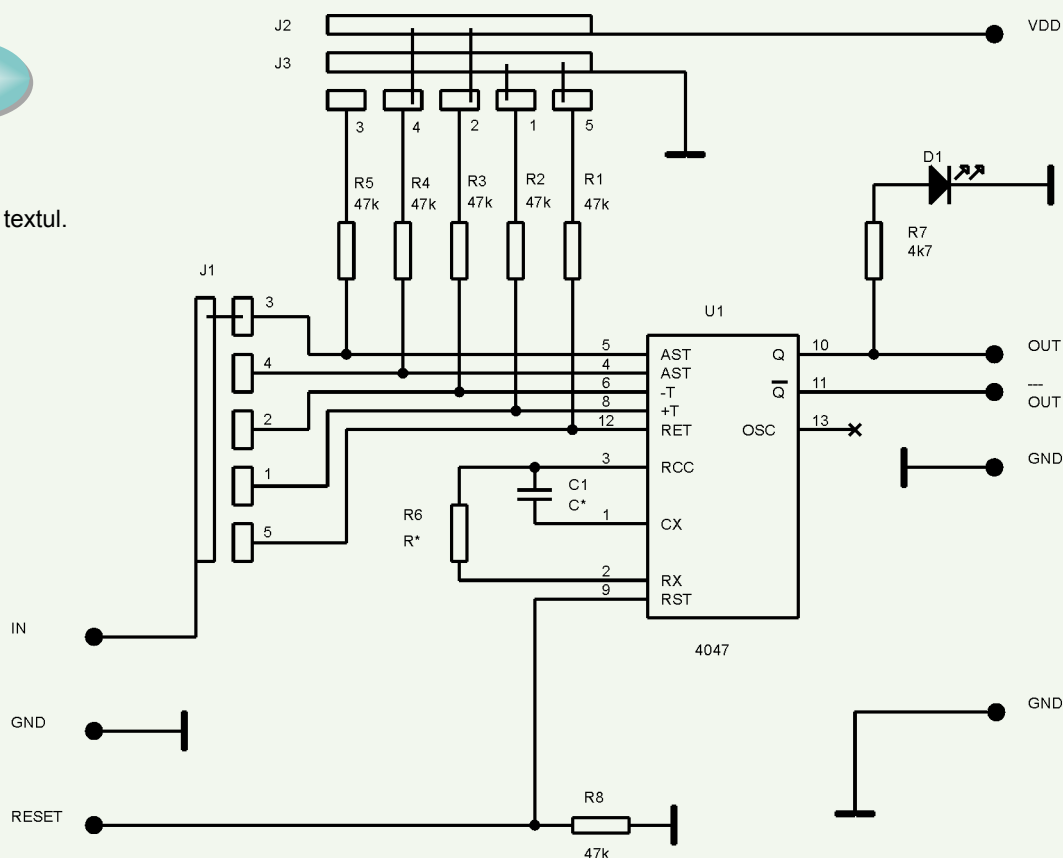 J2
VDD
J3
3
4
2
1
5
D1
R5
47k
R4
47k
R3
47k
R2
47k
R1
47k
textul.
R7
4k7
J1
U1
3
4
2
1
5
5
4
6
8
12
3
1
2
9
AST
AST
-T
+T
RET
RCC
CX
RX
RST
Q
Q
OSC
10
11
13
OUT
OUT
GND
C1
C*
R6
R*
4047
IN
GND
GND
RESET
R8
47k